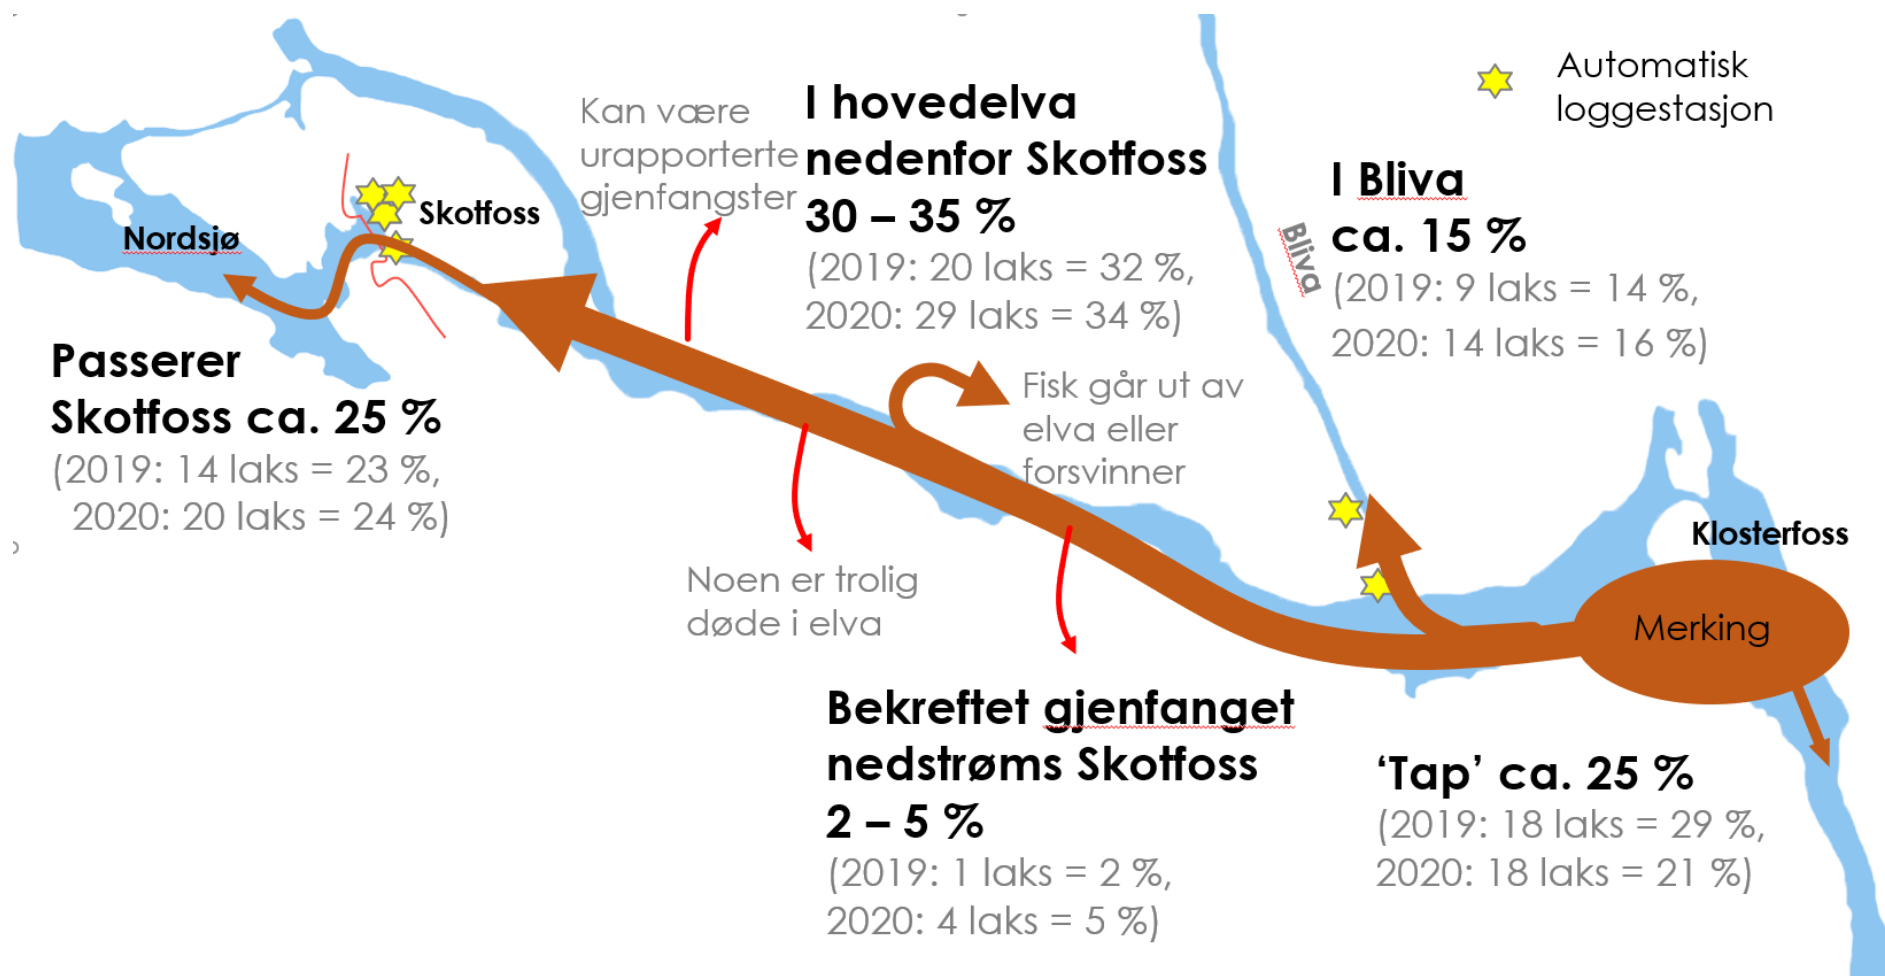 Automatisk
loggestasjon
Kan være
urapporterte
gjenfangster
I hovedelva
nedenfor Skotfoss
30 – 35 %
(2019: 20 laks = 32 %,
2020: 29 laks = 34 %)
I Bliva
ca. 15 %
(2019: 9 laks = 14 %,
2020: 14 laks = 16 %)
Bliva
Skotfoss
Nordsjø
Passerer
Skotfoss ca. 25 %
(2019: 14 laks = 23 %,
2020: 20 laks = 24 %)
Fisk går ut av
elva eller
forsvinner
Klosterfoss
Merking
Noen er trolig
døde i elva
Bekreftet gjenfanget
nedstrøms Skotfoss
2 – 5 %
(2019: 1 laks = 2 %,
2020: 4 laks = 5 %)
‘Tap’ ca. 25 %
(2019: 18 laks = 29 %,
2020: 18 laks = 21 %)